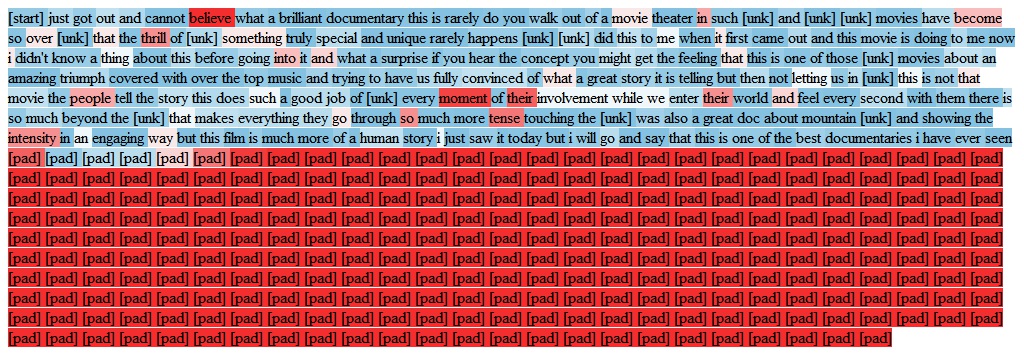 [start] just got out and cannot believe what a brilliant documentary this is rarely do you walk out of a movie theater in such [unk] and [unk] [unk] movies have become
so over [unk] that the thrill of [unk] something truly special and unique rarely happens [unk] [unk] did this to me when it first came out and this movie is doing to me now
i didn't know a thing about this before going into it and what a surprise if you hear the concept you might get the feeling that this is one of those [unk] movies about an
amazing triumph covered with over the top music and trying to have us fully convinced of what a great story it is telling but then not letting us in [unk] this is not that
movie the people tell the story this does such a good job of [unk] every moment of their involvement while we enter their world and feel every second with them there is
so much beyond the [unk] that makes everything they go through so much more tense touching the [unk] was also a great doc about mountain [unk] and showing the
intensity in an engaging way but this film is much more of a human story i just saw it today but i will go and say that this is one of the best documentaries i have ever seen
[pad] [pad] [pad] [pad] [pad] [pad] [pad] [pad] [pad] [pad] [pad] [pad] [pad] [pad] [pad] [pad] [pad] [pad] [pad] [pad] [pad] [pad] [pad] [pad] [pad] [pad] [pad]
[pad] [pad] [pad] [pad] [pad] [pad] [pad] [pad] [pad] [pad] [pad] [pad] [pad] [pad] [pad] [pad] [pad] [pad] [pad] [pad] [pad] [pad] [pad] [pad] [pad] [pad] [pad]
[pad] [pad] [pad] [pad] [pad] [pad] [pad] [pad] [pad] [pad] [pad] [pad] [pad] [pad] [pad] [pad] [pad] [pad] [pad] [pad] [pad] [pad] [pad] [pad] [pad] [pad] [pad]
[pad] [pad] [pad] [pad] [pad] [pad] [pad] [pad] [pad] [pad] [pad] [pad] [pad] [pad] [pad] [pad] [pad] [pad] [pad] [pad] [pad] [pad] [pad] [pad] [pad] [pad] [pad]
[pad] [pad] [pad] [pad] [pad] [pad] [pad] [pad] [pad] [pad] [pad] [pad] [pad] [pad] [pad] [pad] [pad] [pad] [pad] [pad] [pad] [pad] [pad] [pad] [pad] [pad] [pad]
[pad] [pad] [pad] [pad] [pad] [pad] [pad] [pad] [pad] [pad] [pad] [pad] [pad] [pad] [pad] [pad] [pad] [pad] [pad] [pad] [pad] [pad] [pad] [pad] [pad] [pad] [pad]
[pad] [pad] [pad] [pad] [pad] [pad] [pad] [pad] [pad] [pad] [pad] [pad] [pad] [pad] [pad] [pad] [pad] [pad] [pad] [pad] [pad] [pad] [pad] [pad] [pad] [pad] [pad]
[pad] [pad] [pad] [pad] [pad] [pad] [pad] [pad] [pad] [pad] [pad] [pad] [pad] [pad] [pad] [pad] [pad] [pad] [pad] [pad] [pad] [pad] [pad] [pad] [pad] [pad] [pad]
[pad] [pad] [pad] [pad] [pad] [pad] [pad] [pad] [pad] [pad] [pad] [pad] [pad] [pad] [pad] [pad] [pad] [pad] [pad] [pad] [pad] [pad] [pad] [pad] [pad] [pad] [pad]
[pad] [pad] [pad] [pad] [pad] [pad] [pad] [pad] [pad] [pad] [pad] [pad] [pad] [pad] [pad] [pad] [pad] [pad] [pad] [pad] [pad] [pad] [pad] [pad]